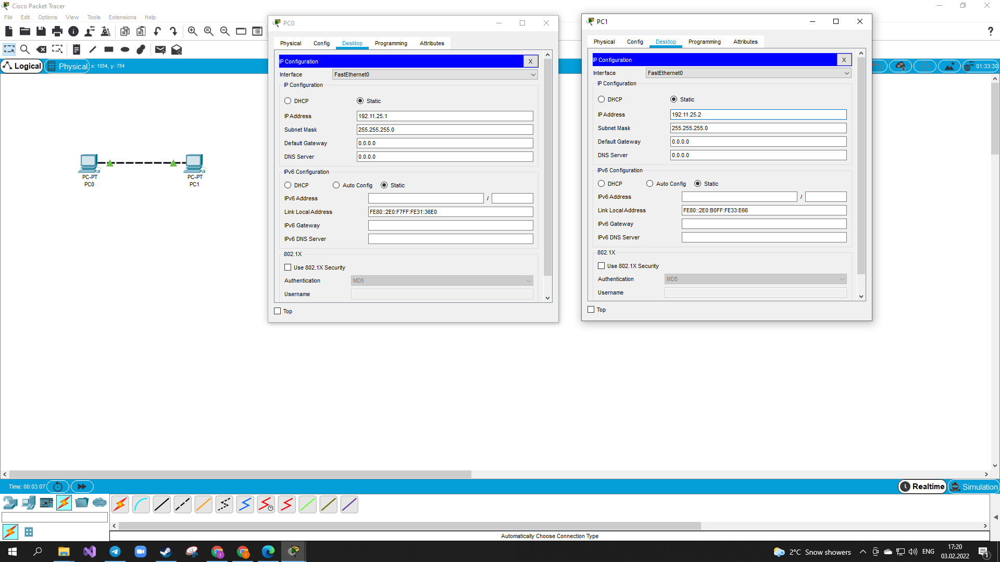 Cisco Packet Tracer
File Edit Options View Tools Extensions Help
Logical Physical x: 1054, y: 754
01:33:30
PC-PT
PC0
PC-PT
PC1
PC0
Physical Config Desktop Programming Attributes
IP Configuration X
Interface FastEthernet0
IP Configuration
DHCP Static
IP Address 192.11.25.1
Subnet Mask 255.255.255.0
Default Gateway 0.0.0.0
DNS Server 0.0.0.0
IPv6 Configuration
DHCP Auto Config Static
IPv6 Address /
Link Local Address FE80::2E0:F7FF:FE31:36E0
IPv6 Gateway
IPv6 DNS Server
802.1X
Use 802.1X Security
Authentication MD5
Username
Top
PC1
Physical Config Desktop Programming Attributes
IP Configuration X
Interface FastEthernet0
IP Configuration
DHCP Static
IP Address 192.11.25.2
Subnet Mask 255.255.255.0
Default Gateway 0.0.0.0
DNS Server 0.0.0.0
IPv6 Configuration
DHCP Auto Config Static
IPv6 Address /
Link Local Address FE80::2E0:B0FF:FE33:E66
IPv6 Gateway
IPv6 DNS Server
802.1X
Use 802.1X Security
Authentication MD5
Username
Top
Time: 00:03:07
Realtime Simulation
Automatically Choose Connection Type
2°C Snow showers
ENG
17:20
03.02.2022
1